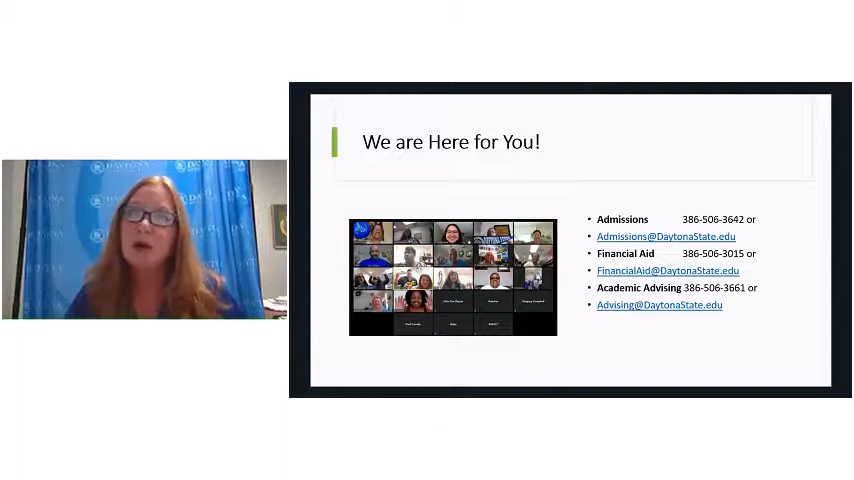 DAYTONA
We are Here for You!
• Admissions 386-506-3642 or
• Admissions@DaytonaState.edu
• Financial Aid 386-506-3015 or
• FinancialAid@DaytonaState.edu
• Academic Advising 386-506-3661 or
• Advising@DaytonaState.edu